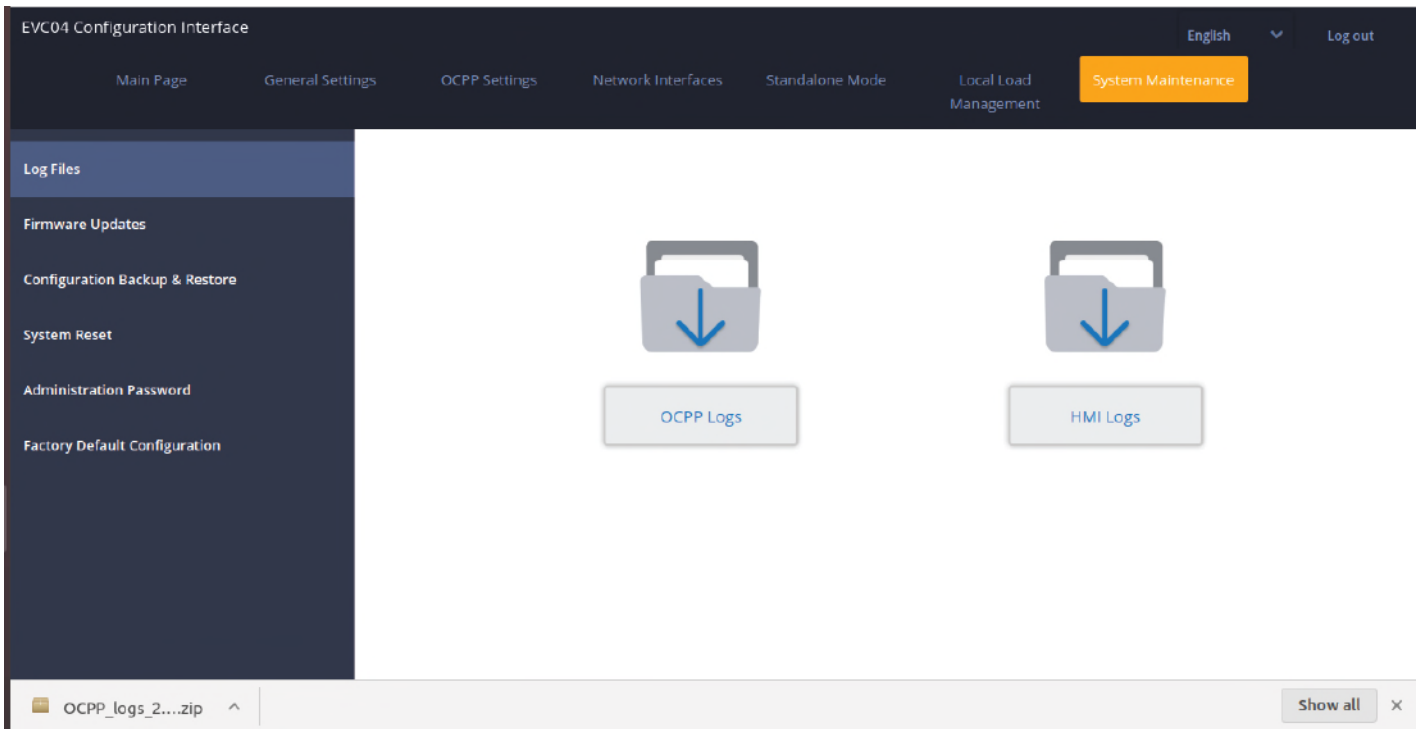 EVC04 Configuration Interface
English
Log out
Main Page
General Settings
OCPP Settings
Network Interfaces
Standalone Mode
Local Load
Management
System Maintenance
Log Files
Firmware Updates
Configuration Backup & Restore
System Reset
Administration Password
Factory Default Configuration
OCPP Logs
HMI Logs
OCPP_logs_2....zip
Show all